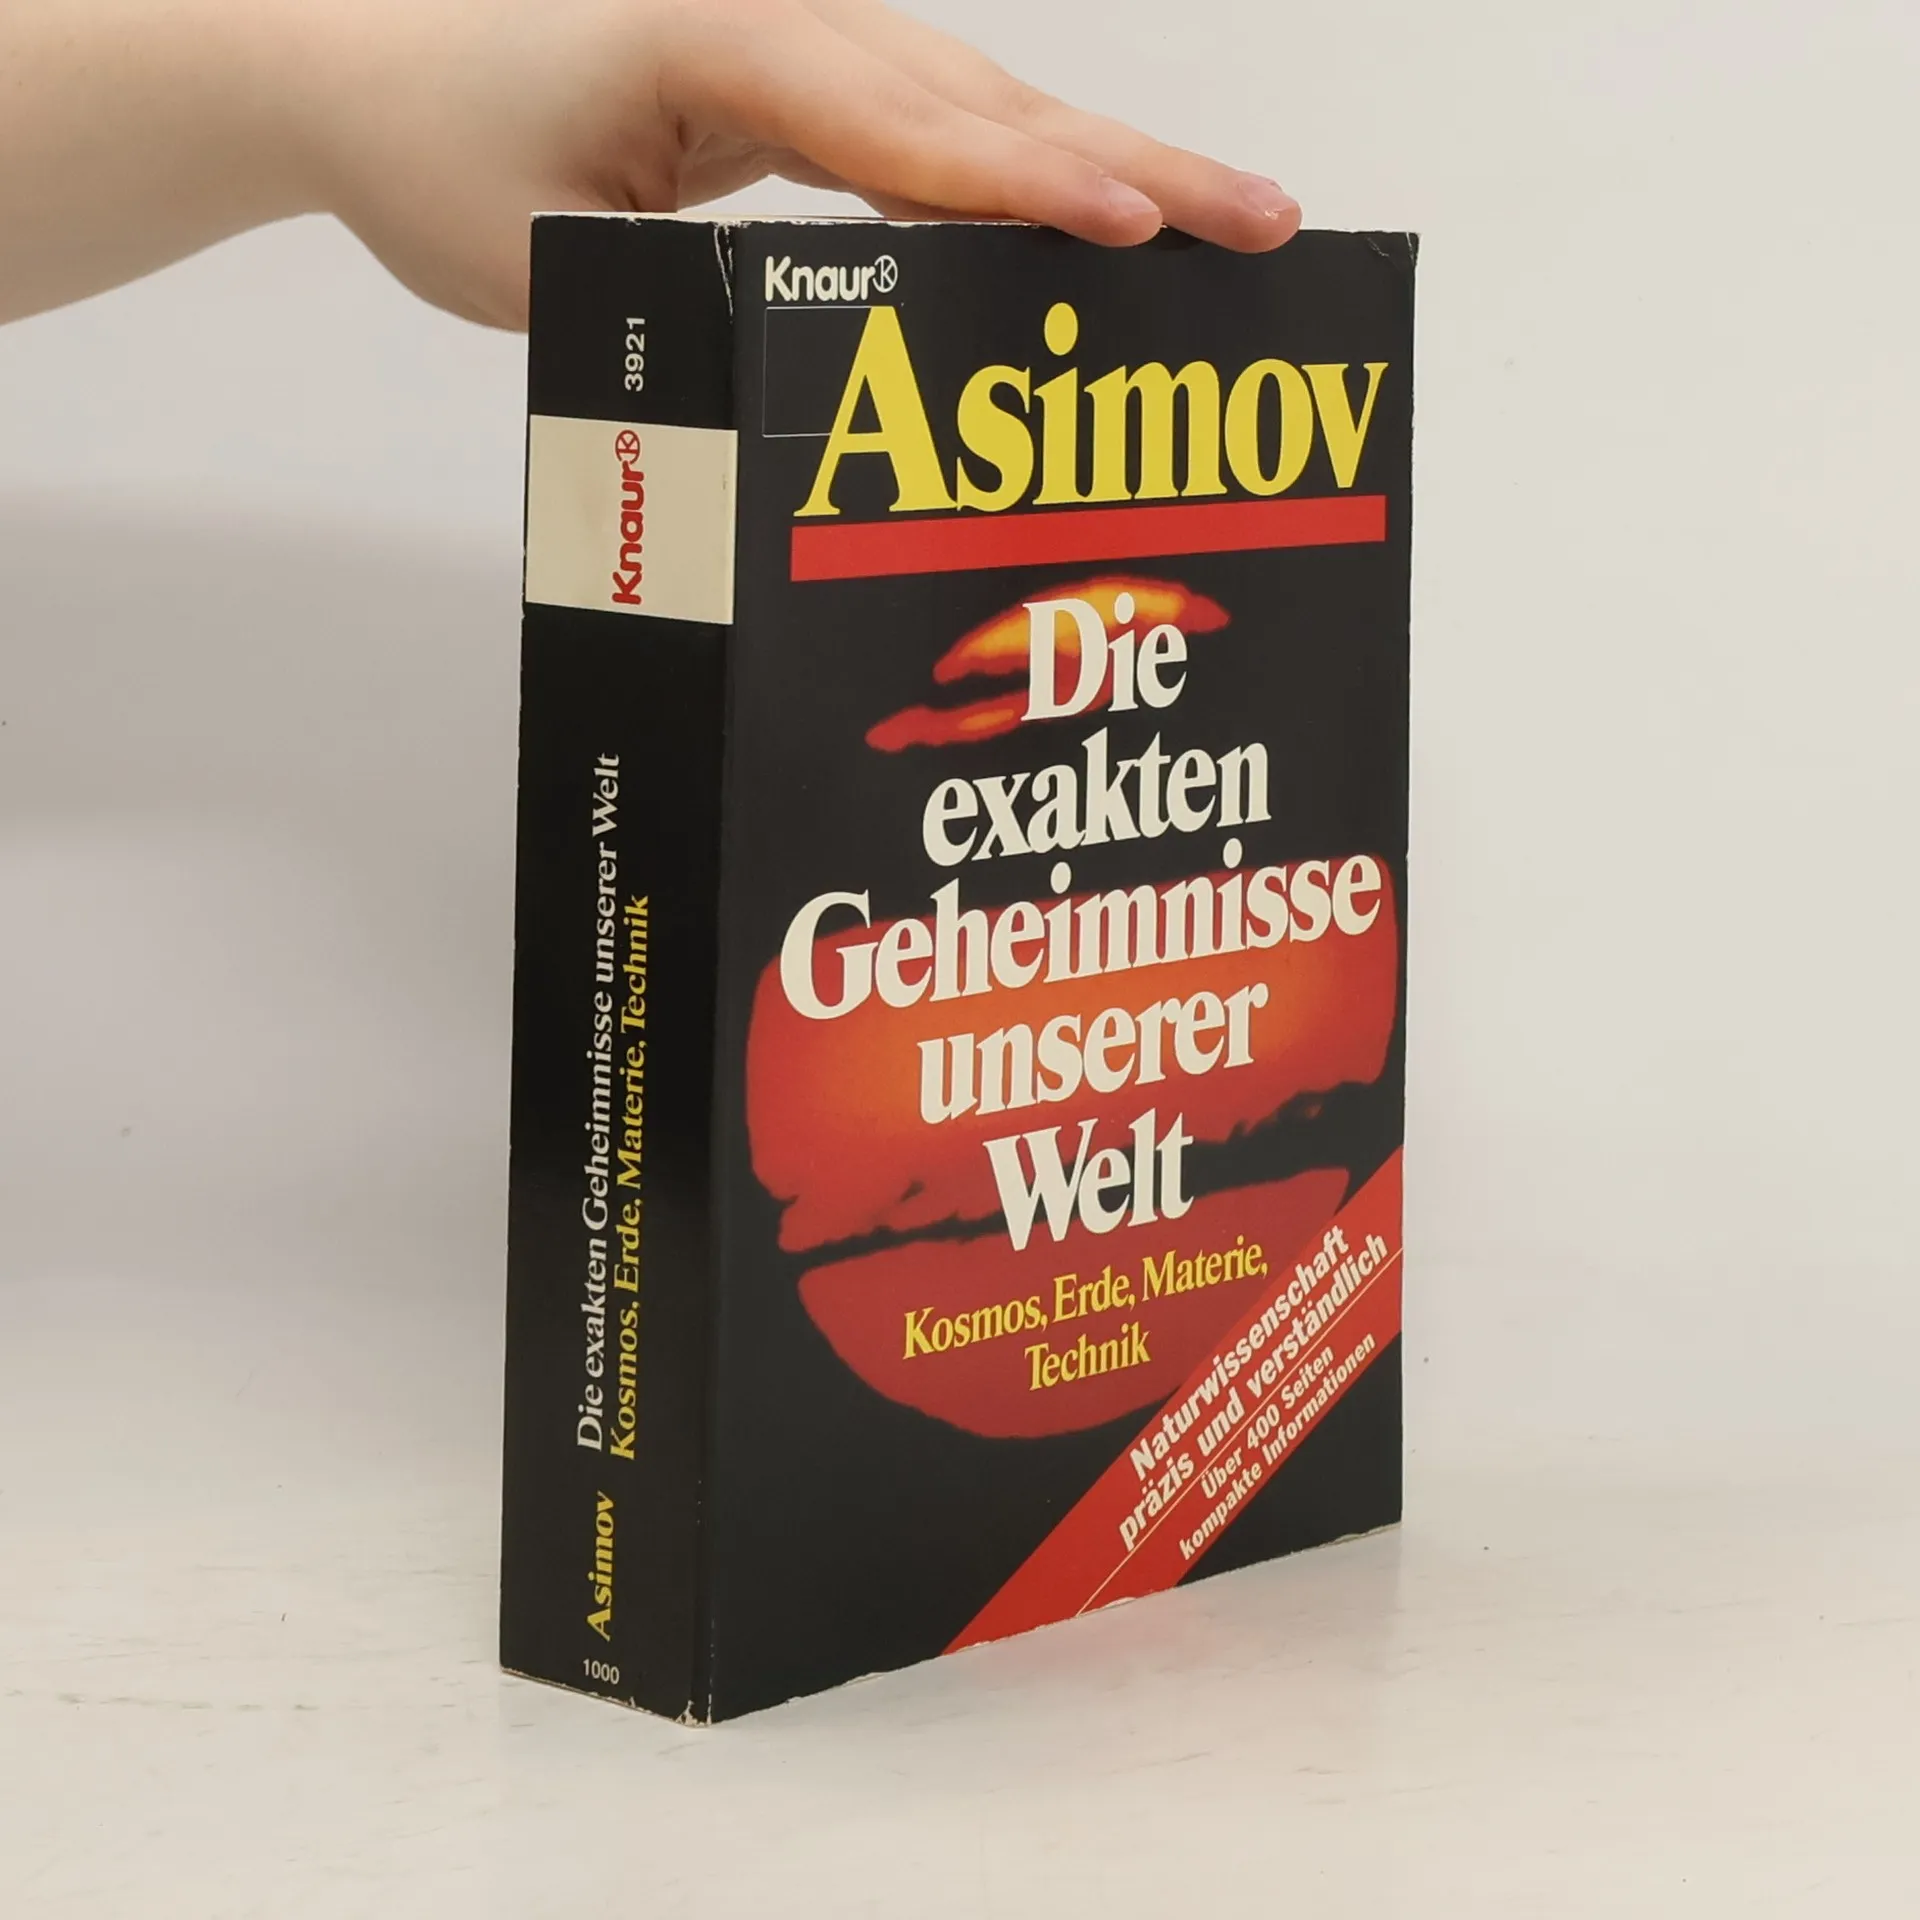 3921
Knaur
Asimov
Die exakten Geheimnisse unserer Welt
Kosmos, Erde, Materie, Technik
1000
Knaur
Asimov
Die
exakten
Geheimnisse
unserer
Welt
Kosmos, Erde, Materie,
Technik
Naturwissenschaft
präzis und verständlich
Über 400 Seiten
kompakte Informationen